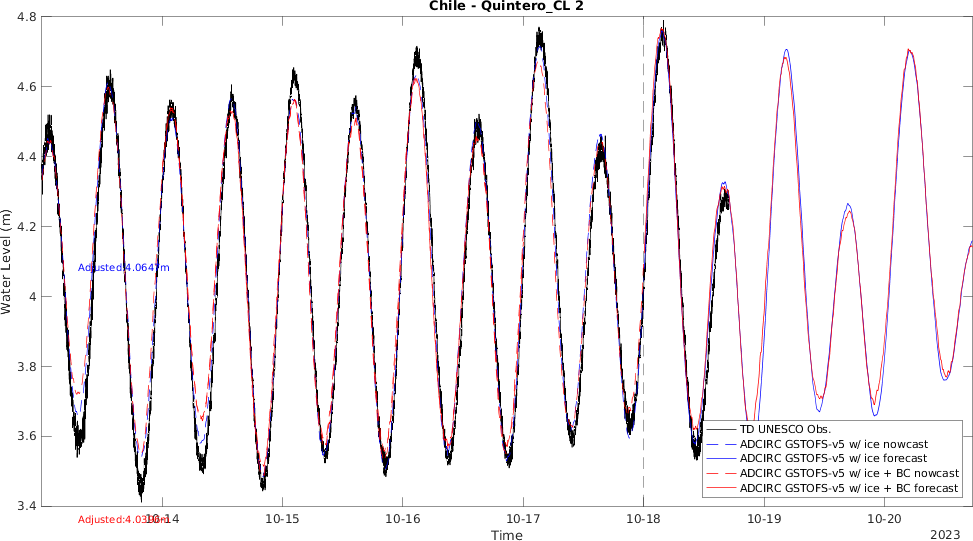 Chile - Quintero_CL 2
4.8
4.6
4.4
4.2
4
3.8
3.6
3.4
Water Level (m)
Adjusted:4.0647m
10-14
10-15
10-16
10-17
10-18
10-19
10-20
2023
Time
TD UNESCO Obs.
ADCIRC GSTOFS-v5 w/ ice nowcast
ADCIRC GSTOFS-v5 w/ ice forecast
ADCIRC GSTOFS-v5 w/ ice + BC nowcast
ADCIRC GSTOFS-v5 w/ ice + BC forecast